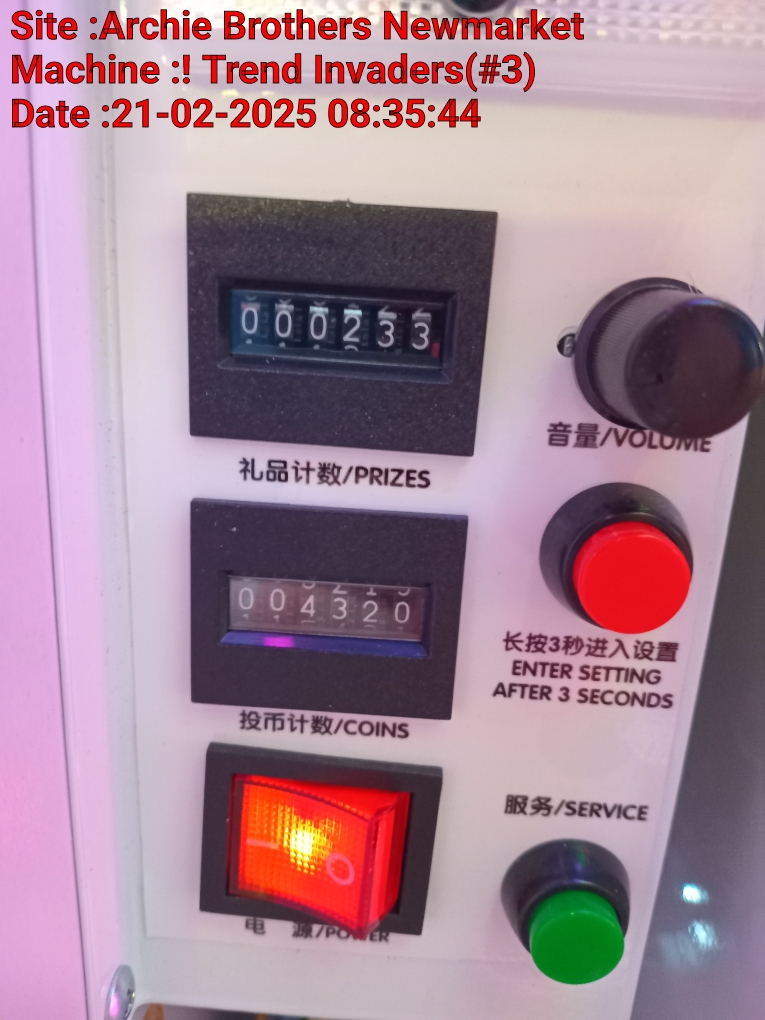 Site :Archie Brothers Newmarket
Machine :! Trend Invaders(#3)
Date :21-02-2025 08:35:44
000233
音量/VOLUME
礼品计数/PRIZES
004320
长按3秒进入设置
ENTER SETTING
AFTER 3 SECONDS
投币计数/COINS
服务/SERVICE
O
电 源/POWER